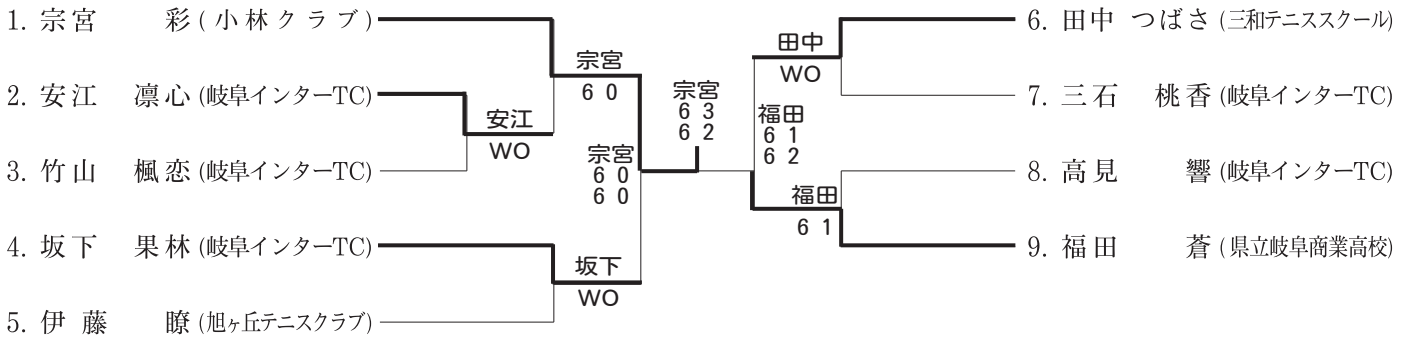 1. 宗宮 彩 (小林クラブ)
2. 安江 凛心 (岐阜インターTC)
3. 竹山 楓恋 (岐阜インターTC)
4. 坂下 果林 (岐阜インターTC)
5. 伊藤 瞭 (旭ヶ丘テニスクラブ)
安江
WO
宗宮
6 0
坂下
WO
宗宮
6 0
6 0
宗宮
6 3
6 2
福田
6 1
6 2
田中
WO
福田
6 1
6. 田中 つばさ (三和テニススクール)
7. 三石 桃香 (岐阜インターTC)
8. 高見 響 (岐阜インターTC)
9. 福田 蒼 (県立岐阜商業高校)